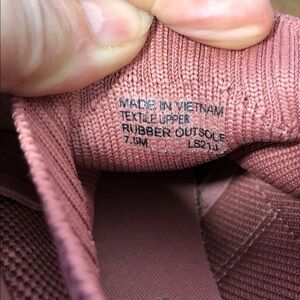 MADE IN VIETNAM
TEXTILE UPPER
RUBBER OUTSOLE
7.5M LS21J